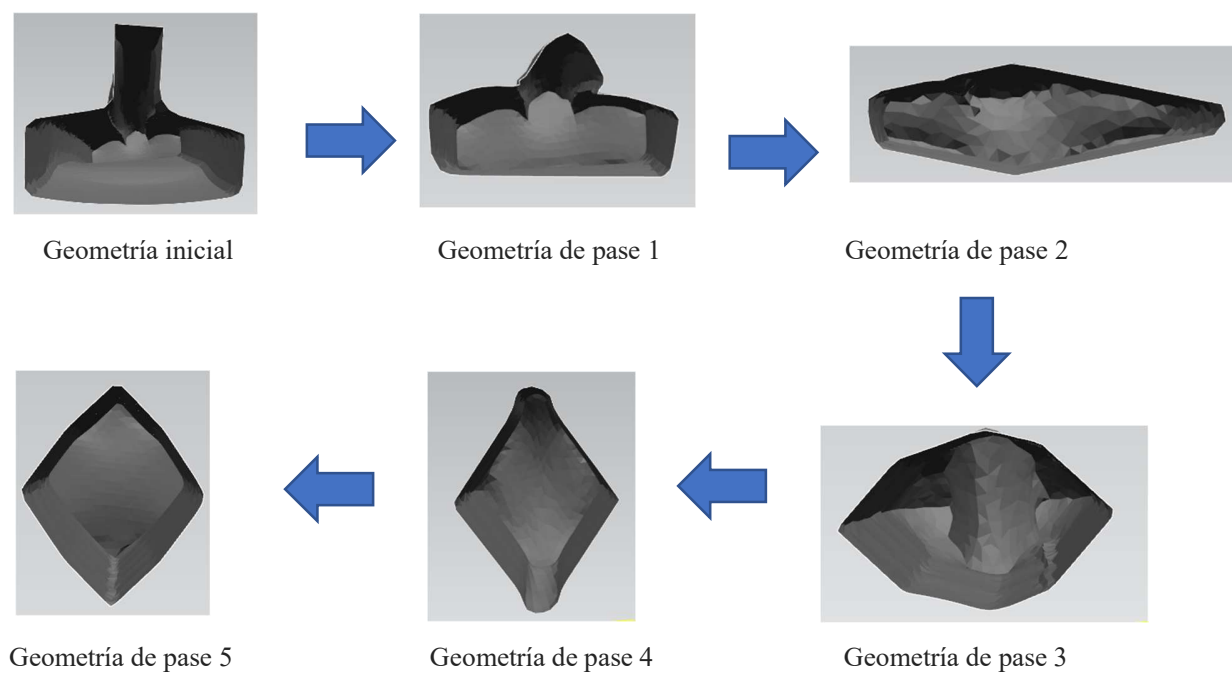 Geometría inicial
Geometría de pase 1
Geometría de pase 2
Geometría de pase 3
Geometría de pase 4
Geometría de pase 5